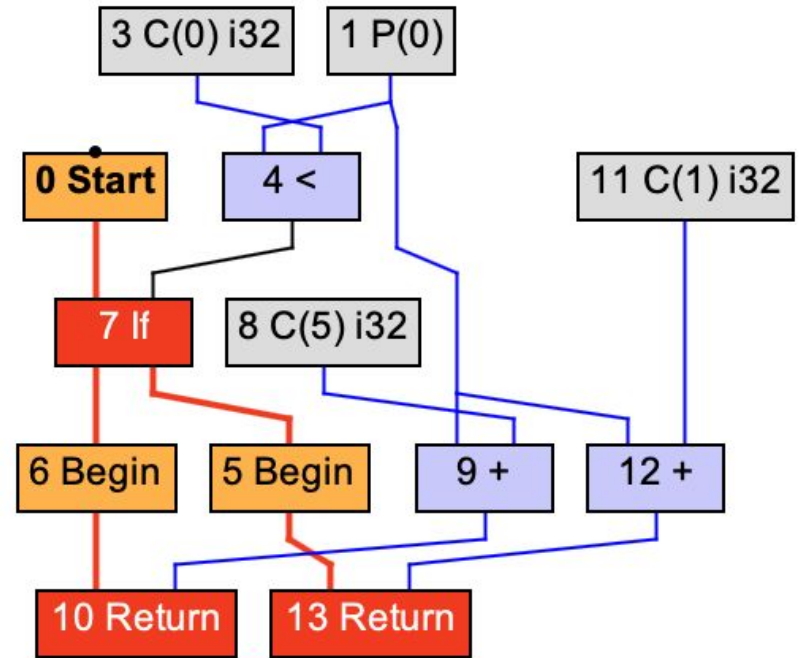 3 C(0) i32
1 P(0)
0 Start
4 <
11 C(1) i32
7 If
8 C(5) i32
6 Begin
5 Begin
9 +
12 +
10 Return
13 Return